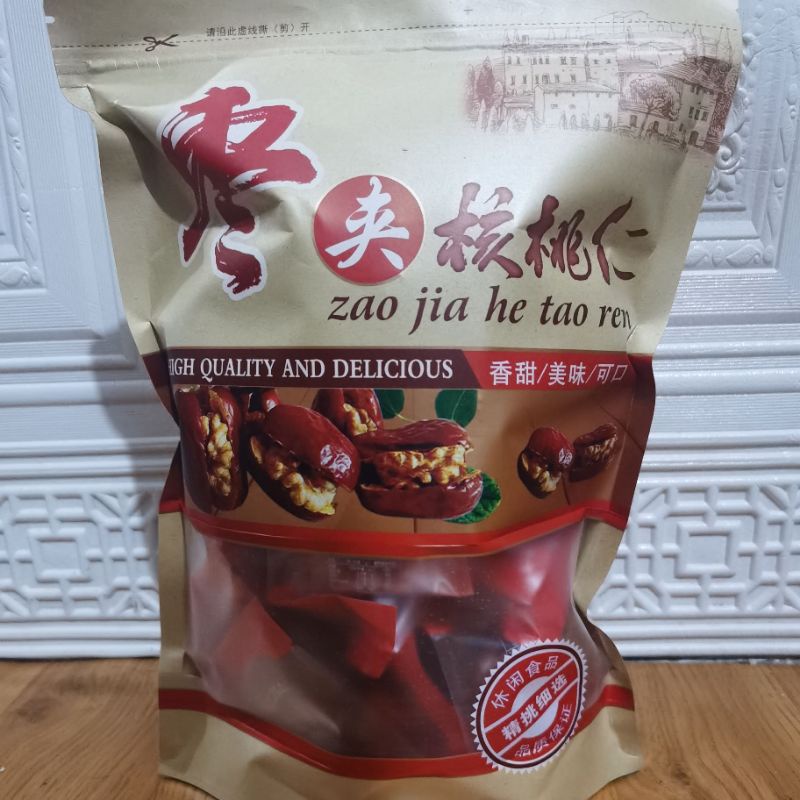 请沿此虚线撕（剪）开
枣夹核桃仁
zao jia he tao ren
HIGH QUALITY AND DELICIOUS 香甜/美味/可口
休闲食品
精挑细选
品质保证